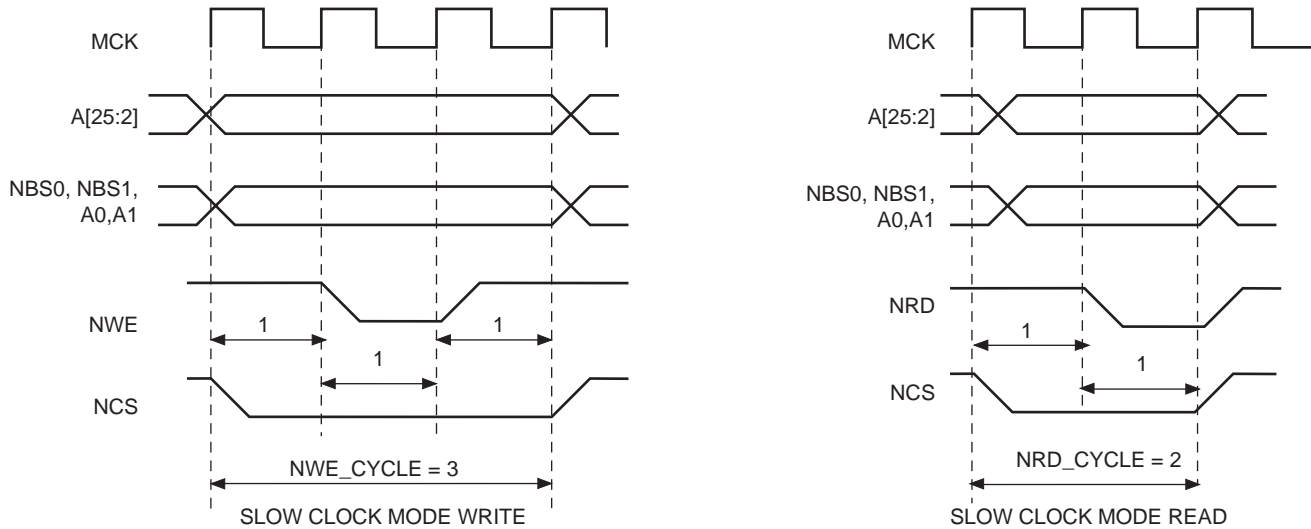 MCK
A[25:2]
NBS0, NBS1,
A0,A1
NWE
1
1
1
NCS
NWE_CYCLE = 3
SLOW CLOCK MODE WRITE
MCK
A[25:2]
NBS0, NBS1,
A0,A1
NRD
1
1
NCS
NRD_CYCLE = 2
SLOW CLOCK MODE READ